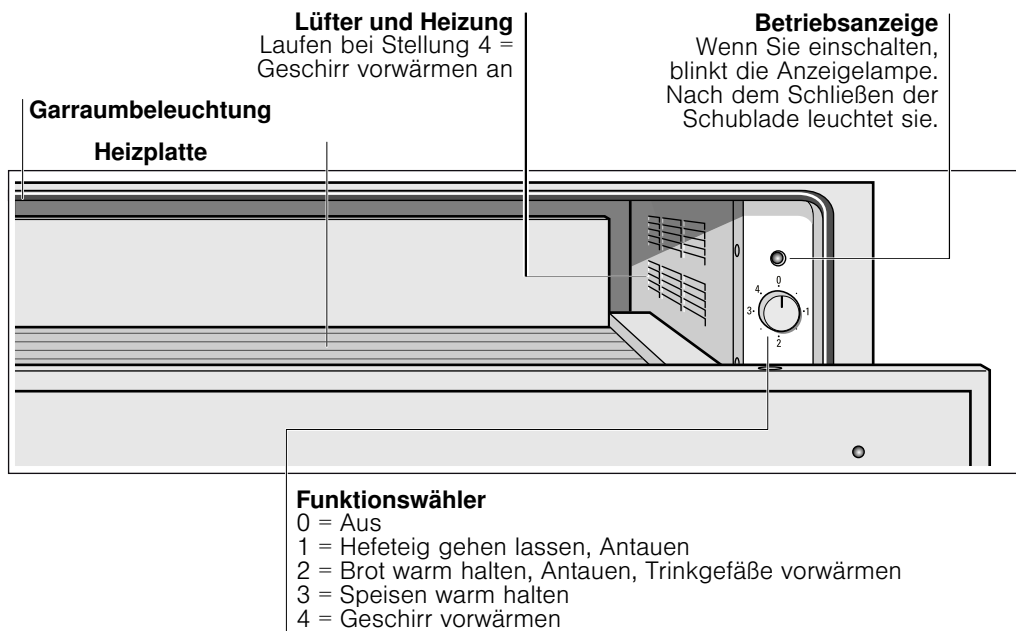 Lüfter und Heizung
Laufen bei Stellung 4 =
Geschirr vorwärmen an
Betriebsanzeige
Wenn Sie einschalten,
blinkt die Anzeigelampe.
Nach dem Schließen der
Schublade leuchtet sie.
Garraumbeleuchtung
Heizplatte
0
4
3
1
2
Funktionswähler
0 = Aus
1 = Hefeteig gehen lassen, Antauen
2 = Brot warm halten, Antauen, Trinkgefäße vorwärmen
3 = Speisen warm halten
4 = Geschirr vorwärmen